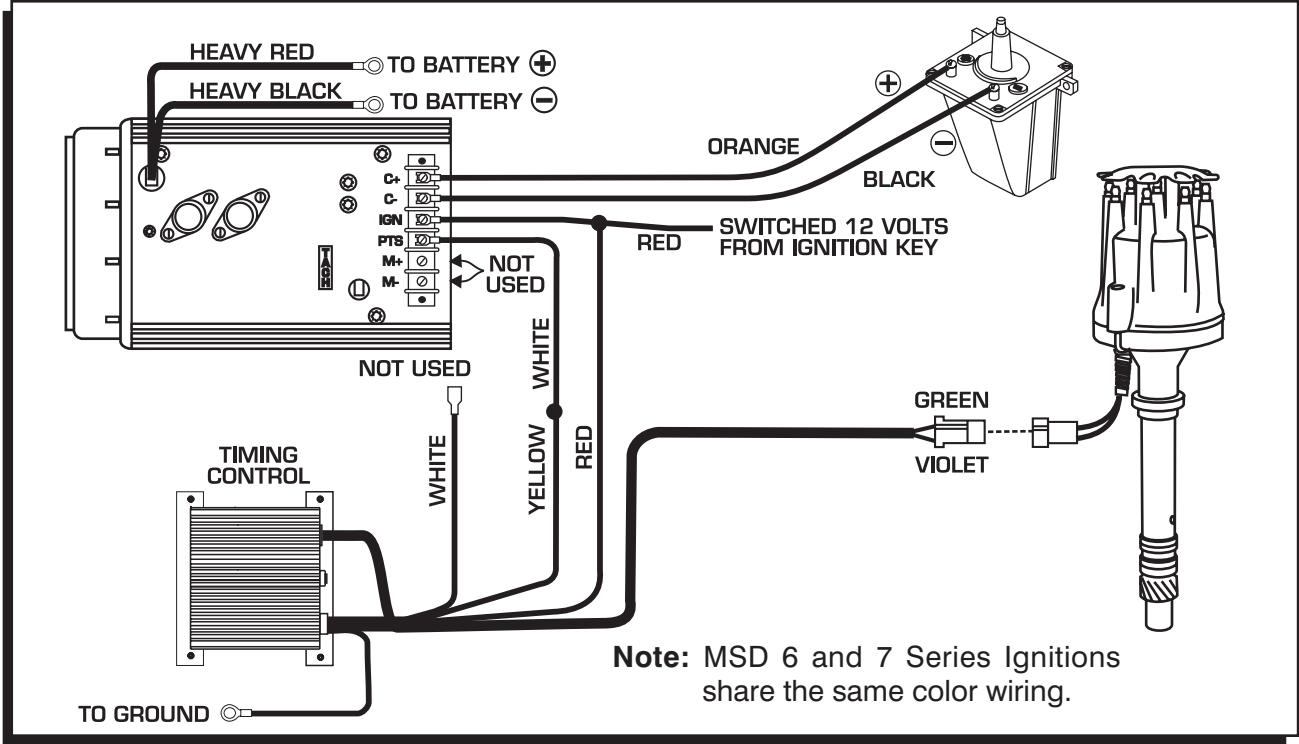 HEAVY RED
TO BATTERY ⊕
HEAVY BLACK
TO BATTERY ⊖
⊕
ORANGE
⊖
BLACK
C+
C-
IGN
PTS
M+
M-
TACH
RED
SWITCHED 12 VOLTS
FROM IGNITION KEY
NOT
USED
NOT USED
WHITE
WHITE
YELLOW
RED
GREEN
VIOLET
TIMING
CONTROL
TO GROUND
Note: MSD 6 and 7 Series Ignitions
share the same color wiring.